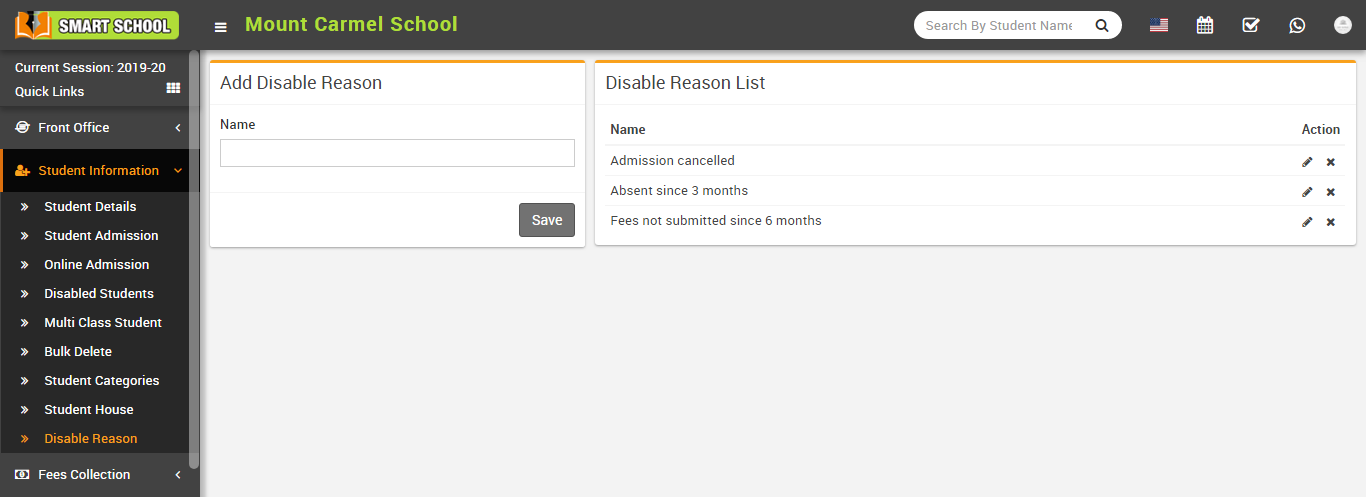 SMART SCHOOL
Mount Carmel School
Search By Student Name
Current Session: 2019-20
Quick Links
Front Office
Student Information
Student Details
Student Admission
Online Admission
Disabled Students
Multi Class Student
Bulk Delete
Student Categories
Student House
Disable Reason
Fees Collection
Add Disable Reason
Name
Save
Disable Reason List
Name Action
Admission cancelled
Absent since 3 months
Fees not submitted since 6 months